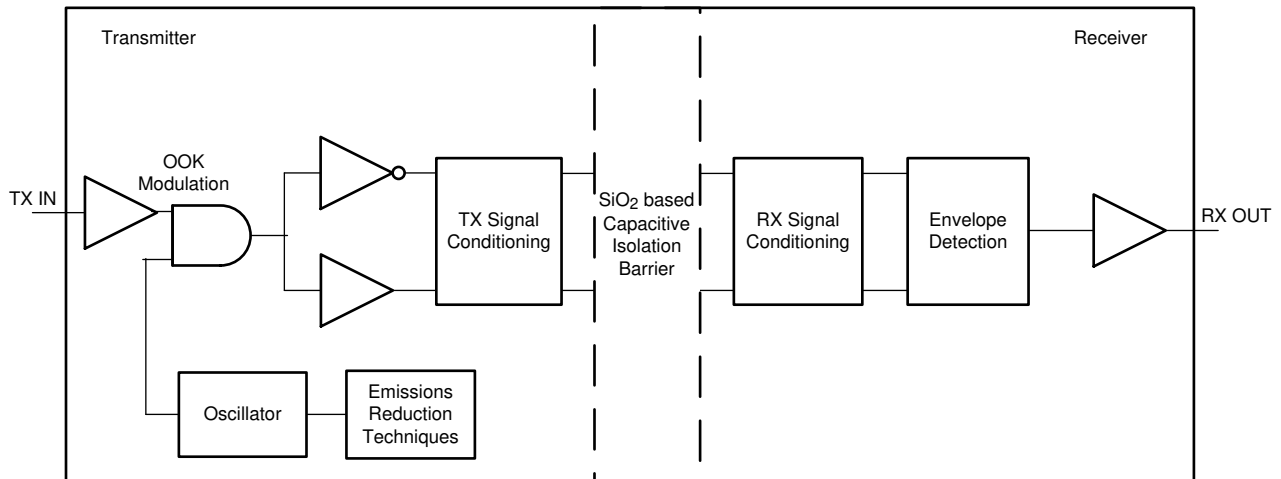 Transmitter
Receiver
OOK
Modulation
TX IN
TX Signal
Conditioning
SiO2 based
Capacitive
Isolation
Barrier
RX Signal
Conditioning
Envelope
Detection
RX OUT
Oscillator
Emissions
Reduction
Techniques